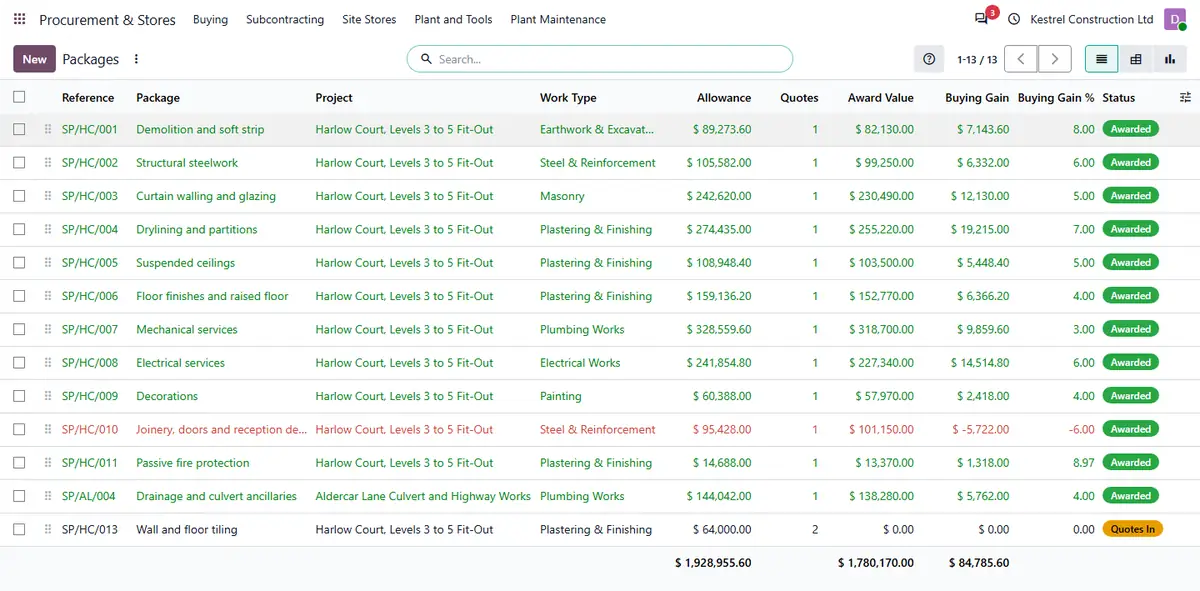 Procurement & Stores Buying Subcontracting Site Stores Plant and Tools Plant Maintenance 3 Kestrel Construction Ltd D
New Packages Search... 1-13 / 13
Reference Package Project Work Type Allowance Quotes Award Value Buying Gain Buying Gain % Status
SP/HC/001 Demolition and soft strip Harlow Court, Levels 3 to 5 Fit-Out Earthwork & Excavat... $ 89,273.60 1 $ 82,130.00 $ 7,143.60 8.00 Awarded
SP/HC/002 Structural steelwork Harlow Court, Levels 3 to 5 Fit-Out Steel & Reinforcement $ 105,582.00 1 $ 99,250.00 $ 6,332.00 6.00 Awarded
SP/HC/003 Curtain walling and glazing Harlow Court, Levels 3 to 5 Fit-Out Masonry $ 242,620.00 1 $ 230,490.00 $ 12,130.00 5.00 Awarded
SP/HC/004 Drylining and partitions Harlow Court, Levels 3 to 5 Fit-Out Plastering & Finishing $ 274,435.00 1 $ 255,220.00 $ 19,215.00 7.00 Awarded
SP/HC/005 Suspended ceilings Harlow Court, Levels 3 to 5 Fit-Out Plastering & Finishing $ 108,948.40 1 $ 103,500.00 $ 5,448.40 5.00 Awarded
SP/HC/006 Floor finishes and raised floor Harlow Court, Levels 3 to 5 Fit-Out Plastering & Finishing $ 159,136.20 1 $ 152,770.00 $ 6,366.20 4.00 Awarded
SP/HC/007 Mechanical services Harlow Court, Levels 3 to 5 Fit-Out Plumbing Works $ 328,559.60 1 $ 318,700.00 $ 9,859.60 3.00 Awarded
SP/HC/008 Electrical services Harlow Court, Levels 3 to 5 Fit-Out Electrical Works $ 241,854.80 1 $ 227,340.00 $ 14,514.80 6.00 Awarded
SP/HC/009 Decorations Harlow Court, Levels 3 to 5 Fit-Out Painting $ 60,388.00 1 $ 57,970.00 $ 2,418.00 4.00 Awarded
SP/HC/010 Joinery, doors and reception de... Harlow Court, Levels 3 to 5 Fit-Out Steel & Reinforcement $ 95,428.00 1 $ 101,150.00 $ -5,722.00 -6.00 Awarded
SP/HC/011 Passive fire protection Harlow Court, Levels 3 to 5 Fit-Out Plastering & Finishing $ 14,688.00 1 $ 13,370.00 $ 1,318.00 8.97 Awarded
SP/AL/004 Drainage and culvert ancillaries Aldercar Lane Culvert and Highway Works Plumbing Works $ 144,042.00 1 $ 138,280.00 $ 5,762.00 4.00 Awarded
SP/HC/013 Wall and floor tiling Harlow Court, Levels 3 to 5 Fit-Out Plastering & Finishing $ 64,000.00 2 $ 0.00 $ 0.00 0.00 Quotes In
$ 1,928,955.60 $ 1,780,170.00 $ 84,785.60